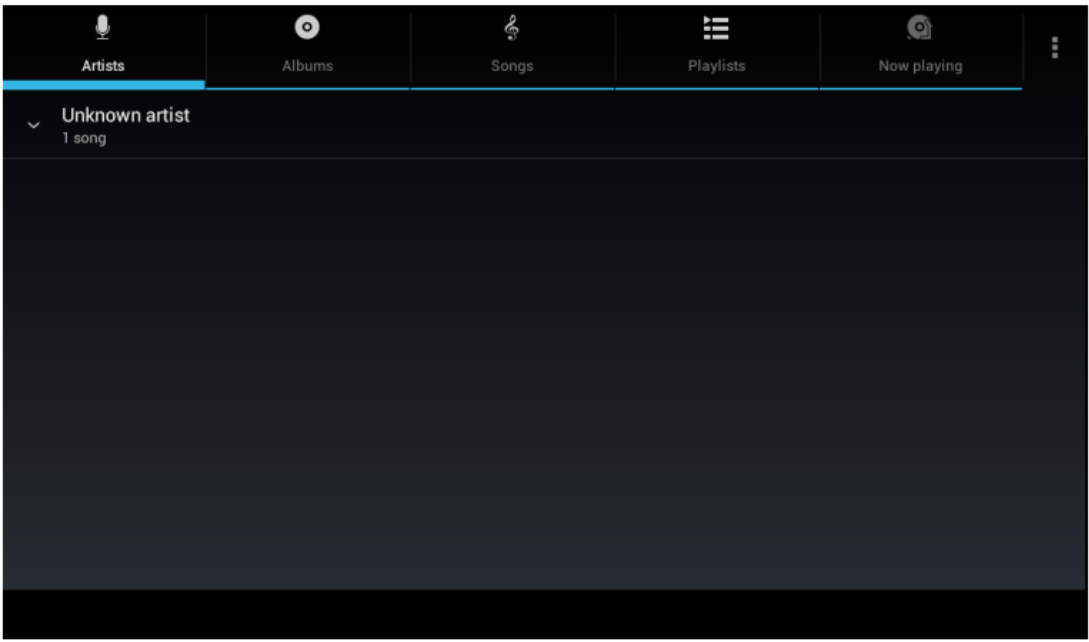 Artists
Albums
Songs
Playlists
Now playing
Unknown artist
1 song